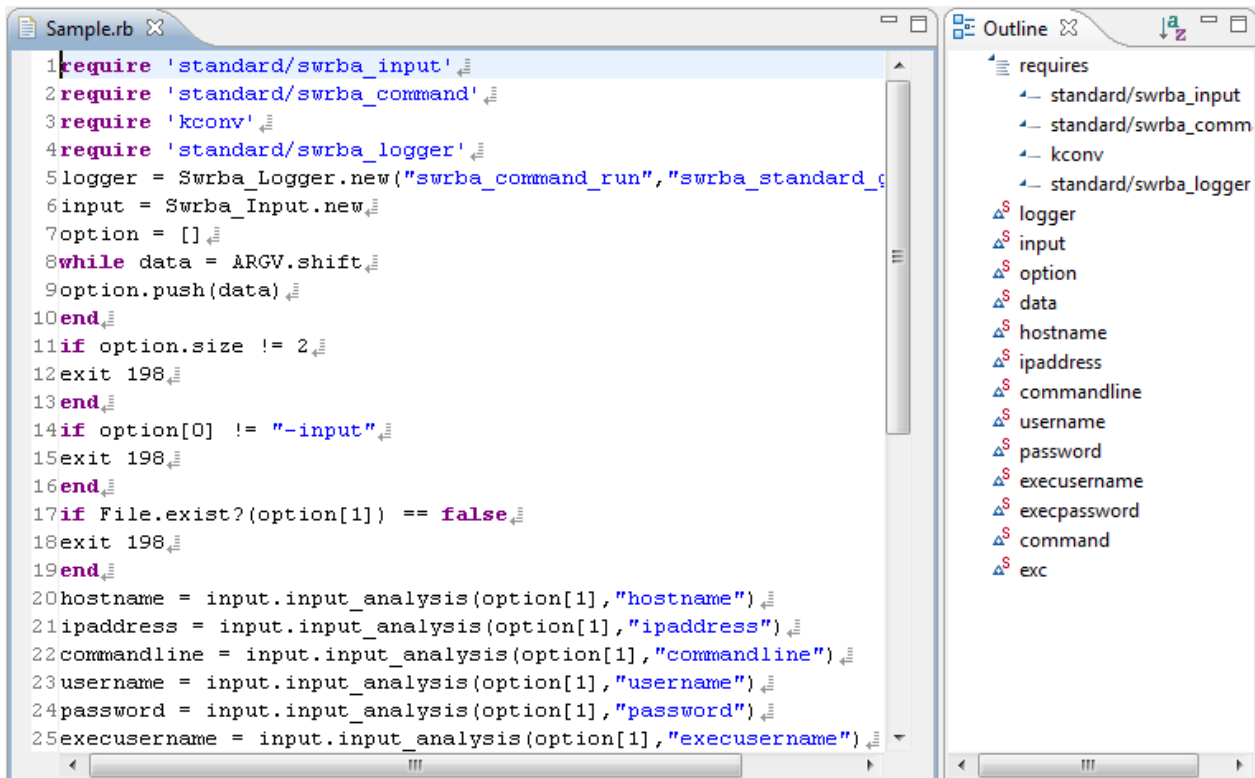 Sample.rb
1require 'standard/swrba_input'
2require 'standard/swrba_command'
3require 'kconv'
4require 'standard/swrba_logger'
5logger = Swrba_Logger.new("swrba_command_run","swrba_standard_
6input = Swrba_Input.new
7option = []
8while data = ARGV.shift
9option.push(data)
10end
11if option.size != 2
12exit 198
13end
14if option[0] != "-input"
15exit 198
16end
17if File.exist?(option[1]) == false
18exit 198
19end
20hostname = input.input_analysis(option[1],"hostname")
21ipaddress = input.input_analysis(option[1],"ipaddress")
22commandline = input.input_analysis(option[1],"commandline")
23username = input.input_analysis(option[1],"username")
24password = input.input_analysis(option[1],"password")
25execusername = input.input_analysis(option[1],"execusername")
Outline
requires
standard/swrba_input
standard/swrba_comm
kconv
standard/swrba_logger
logger
input
option
data
hostname
ipaddress
commandline
username
password
execusername
execpassword
command
exc